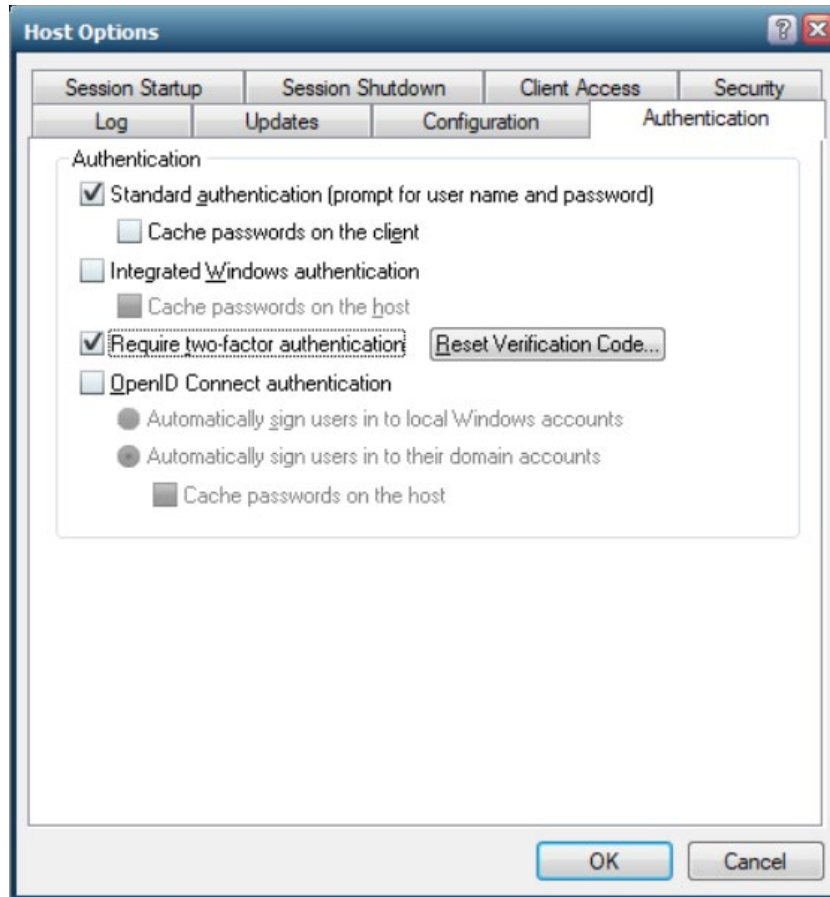 Host Options
Session Startup Session Shutdown Client Access Security
Log Updates Configuration Authentication
Authentication
Standard authentication (prompt for user name and password)
Cache passwords on the client
Integrated Windows authentication
Cache passwords on the host
Require two-factor authentication Reset Verification Code...
OpenID Connect authentication
Automatically sign users in to local Windows accounts
Automatically sign users in to their domain accounts
Cache passwords on the host
OK Cancel